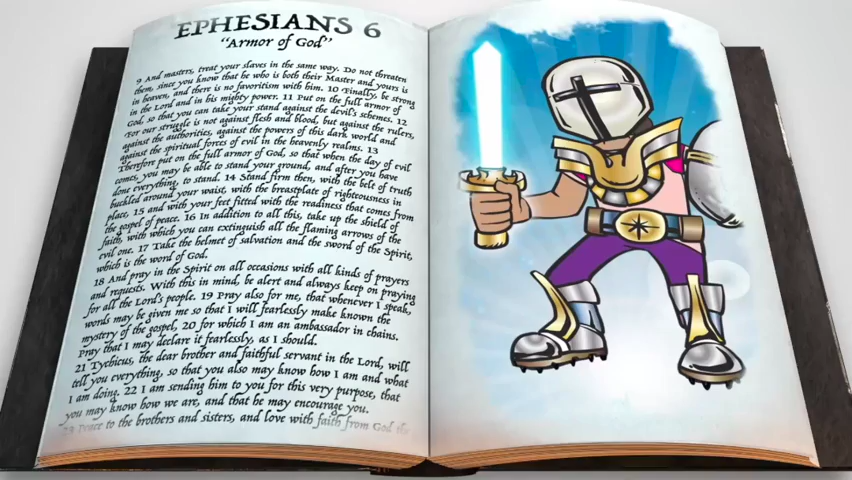 EPHESIANS 6
"Armor of God"
9 And masters, treat your slaves in the same way. Do not threaten
them, since you know that he who is both their Master and yours is
in heaven, and there is no favoritism with him. 10 Finally, be strong
in the Lord and in his mighty power. 11 Put on the full armor of
God, so that you can take your stand against the devil's schemes. 12
For our struggle is not against flesh and blood, but against the rulers,
against the authorities, against the powers of this dark world and
against the spiritual forces of evil in the heavenly realms. 13
Therefore put on the full armor of God, so that when the day of evil
comes, you may be able to stand your ground, and after you have
done everything, to stand. 14 Stand firm then, with the belt of truth
buckled around your waist, with the breastplate of righteousness in
place, 15 and with your feet fitted with the readiness that comes from
the gospel of peace. 16 In addition to all this, take up the shield of
faith, with which you can extinguish all the flaming arrows of the
evil one. 17 Take the helmet of salvation and the sword of the Spirit,
which is the word of God.
18 And pray in the Spirit on all occasions with all kinds of prayers
and requests. With this in mind, be alert and always keep on praying
for all the Lord's people. 19 Pray also for me, that whenever I speak,
words may be given me so that I will fearlessly make known the
mystery of the gospel, 20 for which I am an ambassador in chains.
Pray that I may declare it fearlessly, as I should.
21 Tychicus, the dear brother and faithful servant in the Lord, will
tell you everything, so that you also may know how I am and what
I am doing. 22 I am sending him to you for this very purpose, that
you may know how we are, and that he may encourage you.
23 Peace to the brothers and sisters, and love with faith from God the